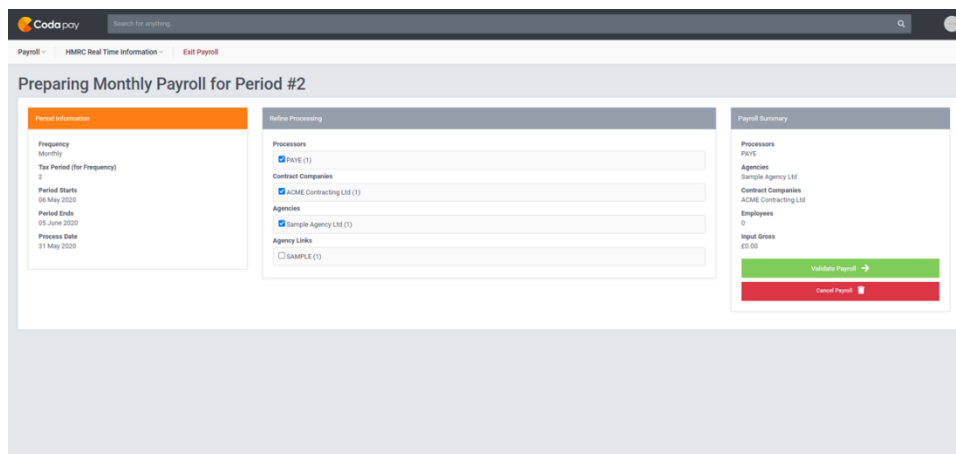 Coda pay
Search for anything...
Payroll
HMRC Real Time Information
Exit Payroll
Preparing Monthly Payroll for Period #2
Period Information
Frequency
Monthly
Tax Period (for Frequency)
2
Period Starts
06 May 2020
Period Ends
05 June 2020
Process Date
31 May 2020
Refine Processing
Processors
PAYE (1)
Contract Companies
ACME Contracting Ltd (1)
Agencies
Sample Agency Ltd (1)
Agency Links
SAMPLE (1)
Payroll Summary
Processors
PAYE
Agencies
Sample Agency Ltd
Contract Companies
ACME Contracting Ltd
Employees
0
Input Gross
£0.00
Validate Payroll
Cancel Payroll